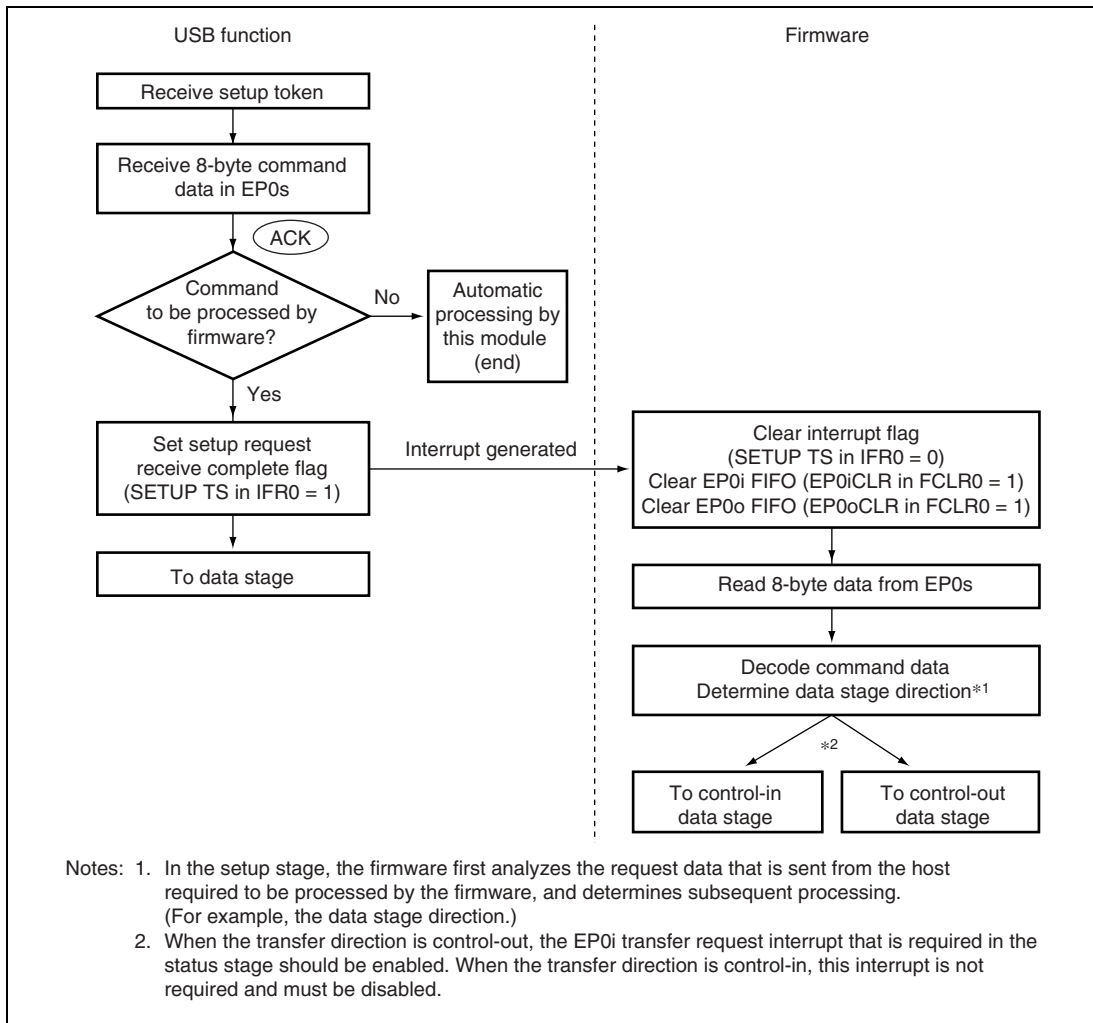 USB function
Firmware
Receive setup token
Receive 8-byte command
data in EP0s
ACK
Command
to be processed by
firmware?
No
Automatic
processing by
this module
(end)
Yes
Set setup request
receive complete flag
(SETUP TS in IFR0 = 1)
Interrupt generated
To data stage
Clear interrupt flag
(SETUP TS in IFR0 = 0)
Clear EP0i FIFO (EP0iCLR in FCLR0 = 1)
Clear EP0o FIFO (EP0oCLR in FCLR0 = 1)
Read 8-byte data from EP0s
Decode command data
Determine data stage direction*1
*2
To control-in
data stage
To control-out
data stage
Notes: 1. In the setup stage, the firmware first analyzes the request data that is sent from the host
required to be processed by the firmware, and determines subsequent processing.
(For example, the data stage direction.)
2. When the transfer direction is control-out, the EP0i transfer request interrupt that is required in the
status stage should be enabled. When the transfer direction is control-in, this interrupt is not
required and must be disabled.